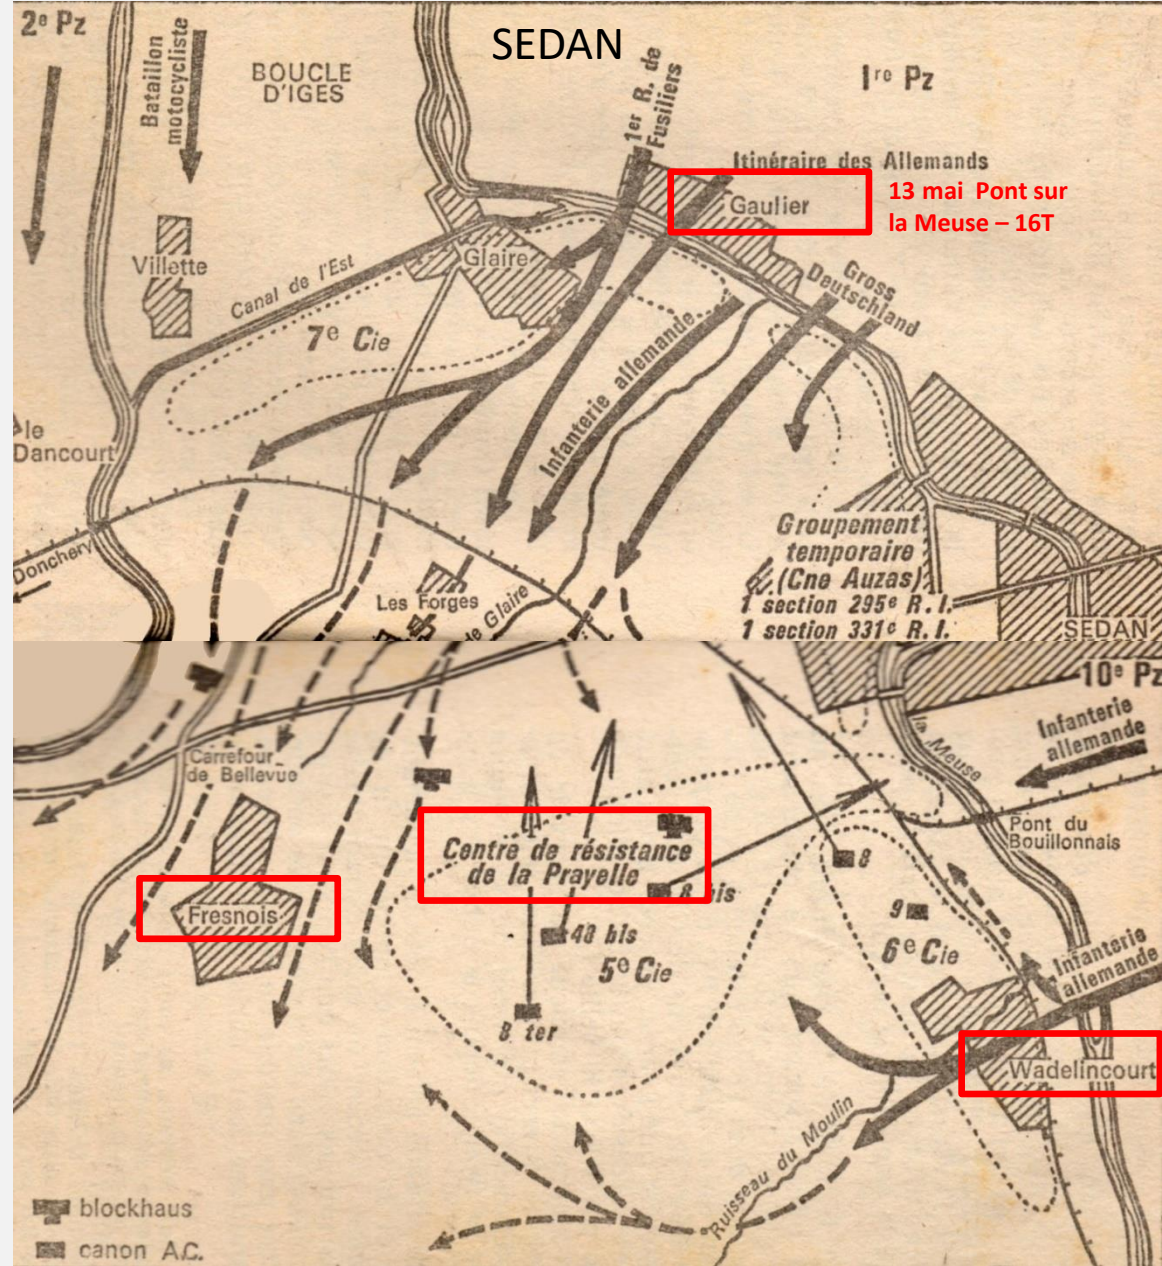 SEDAN
2e Pz
Bataillon
motocycliste
BOUCLE
D'IGES
1er R. de
Fusiliers
1re Pz
Itinéraire des Allemands
Gaulier
13 mai Pont sur
la Meuse – 16T
Villette
Canal de l'Est
Glaire
Gross
Deutschland
7e Cie
Infanterie allemande
le
Dancourt
Donchery
Les Forges
de Glaire
Groupement
temporaire
(Cne Auzas)
1 section 295e R.I.
1 section 331e R.I.
SEDAN
10e Pz
Infanterie
allemande
la Meuse
Carrefour
de Bellevue
Pont du
Bouillonnais
Centre de résistance
de la Prayelle
8
8 bis
Fresnois
9
48 bis
5e Cie
6e Cie
Infanterie
allemande
8 ter
Wadelincourt
Ruisseau du Moulin
blockhaus
canon A.C.